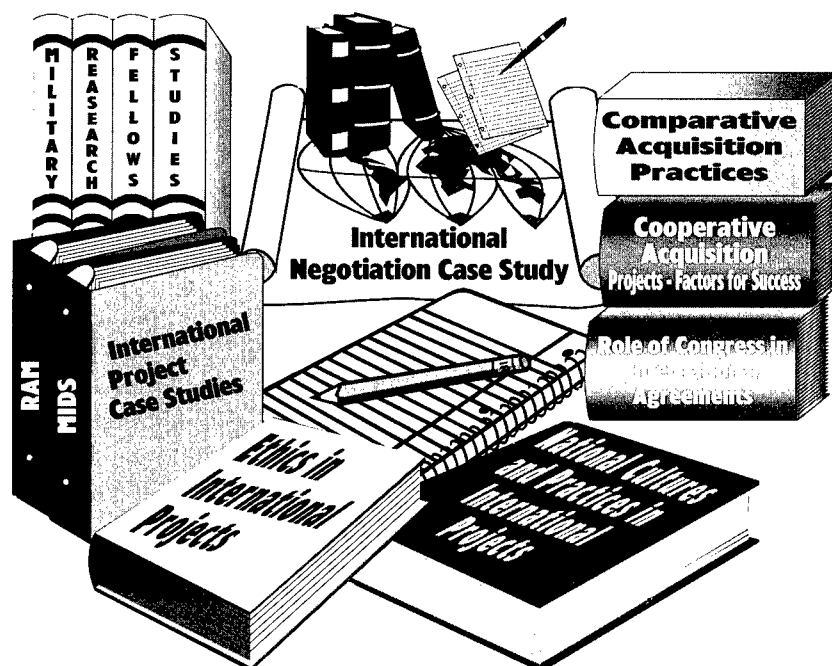 MILITARY
REASEARCH
FELLOWS
STUDIES
International
Negotiation Case Study
Comparative
Acquisition
Practices
Cooperative
Acquisition
Projects - Factors for Success
Role of Congress in
International
Agreements
RAM
MIDS
International
Project
Case Studies
Ethics in
International
Projects
National Cultures
and Practices in
International
Projects